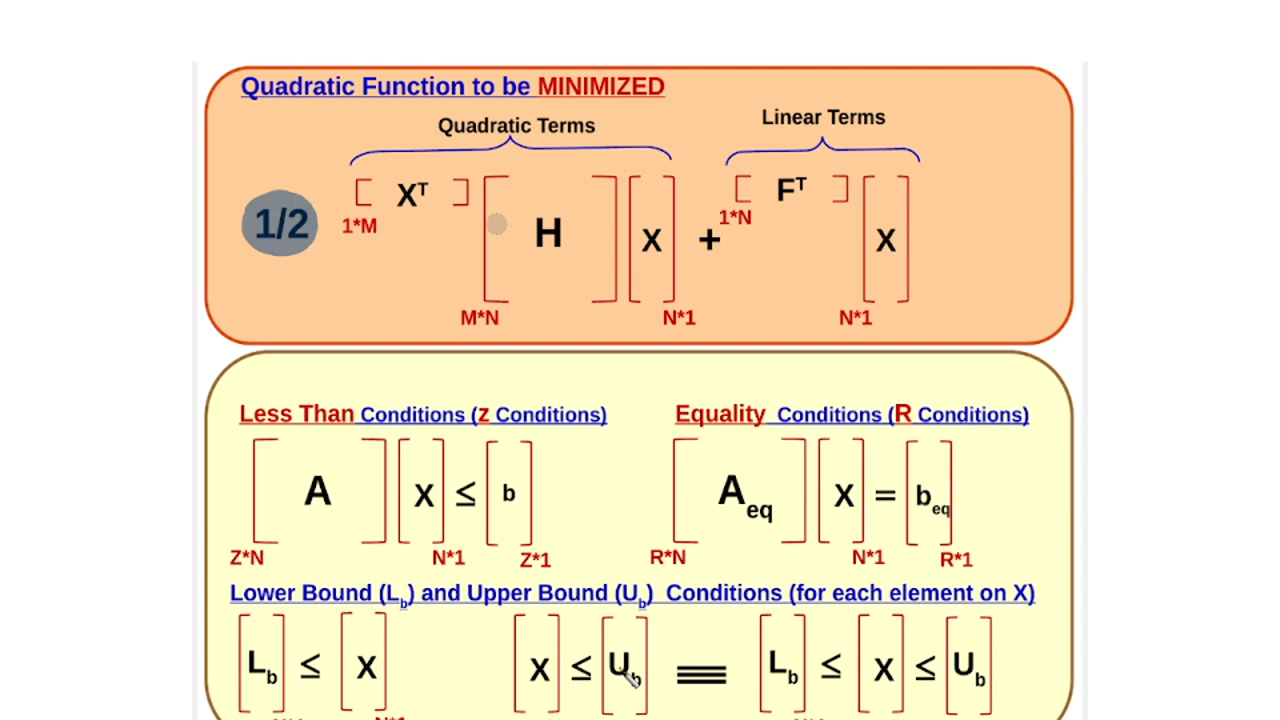 Quadratic Function to be MINIMIZED
Quadratic Terms
Linear Terms
1/2 Xᵀ H X + Fᵀ X
1*M
1*N
M*N
N*1
N*1
Less Than Conditions (z Conditions)
Equality Conditions (R Conditions)
A X ≤ b
A_eq X = b_eq
Z*N
N*1
Z*1
R*N
N*1
R*1
Lower Bound (L_b) and Upper Bound (U_b) Conditions (for each element on X)
L_b ≤ X
X ≤ U_b
L_b ≤ X ≤ U_b